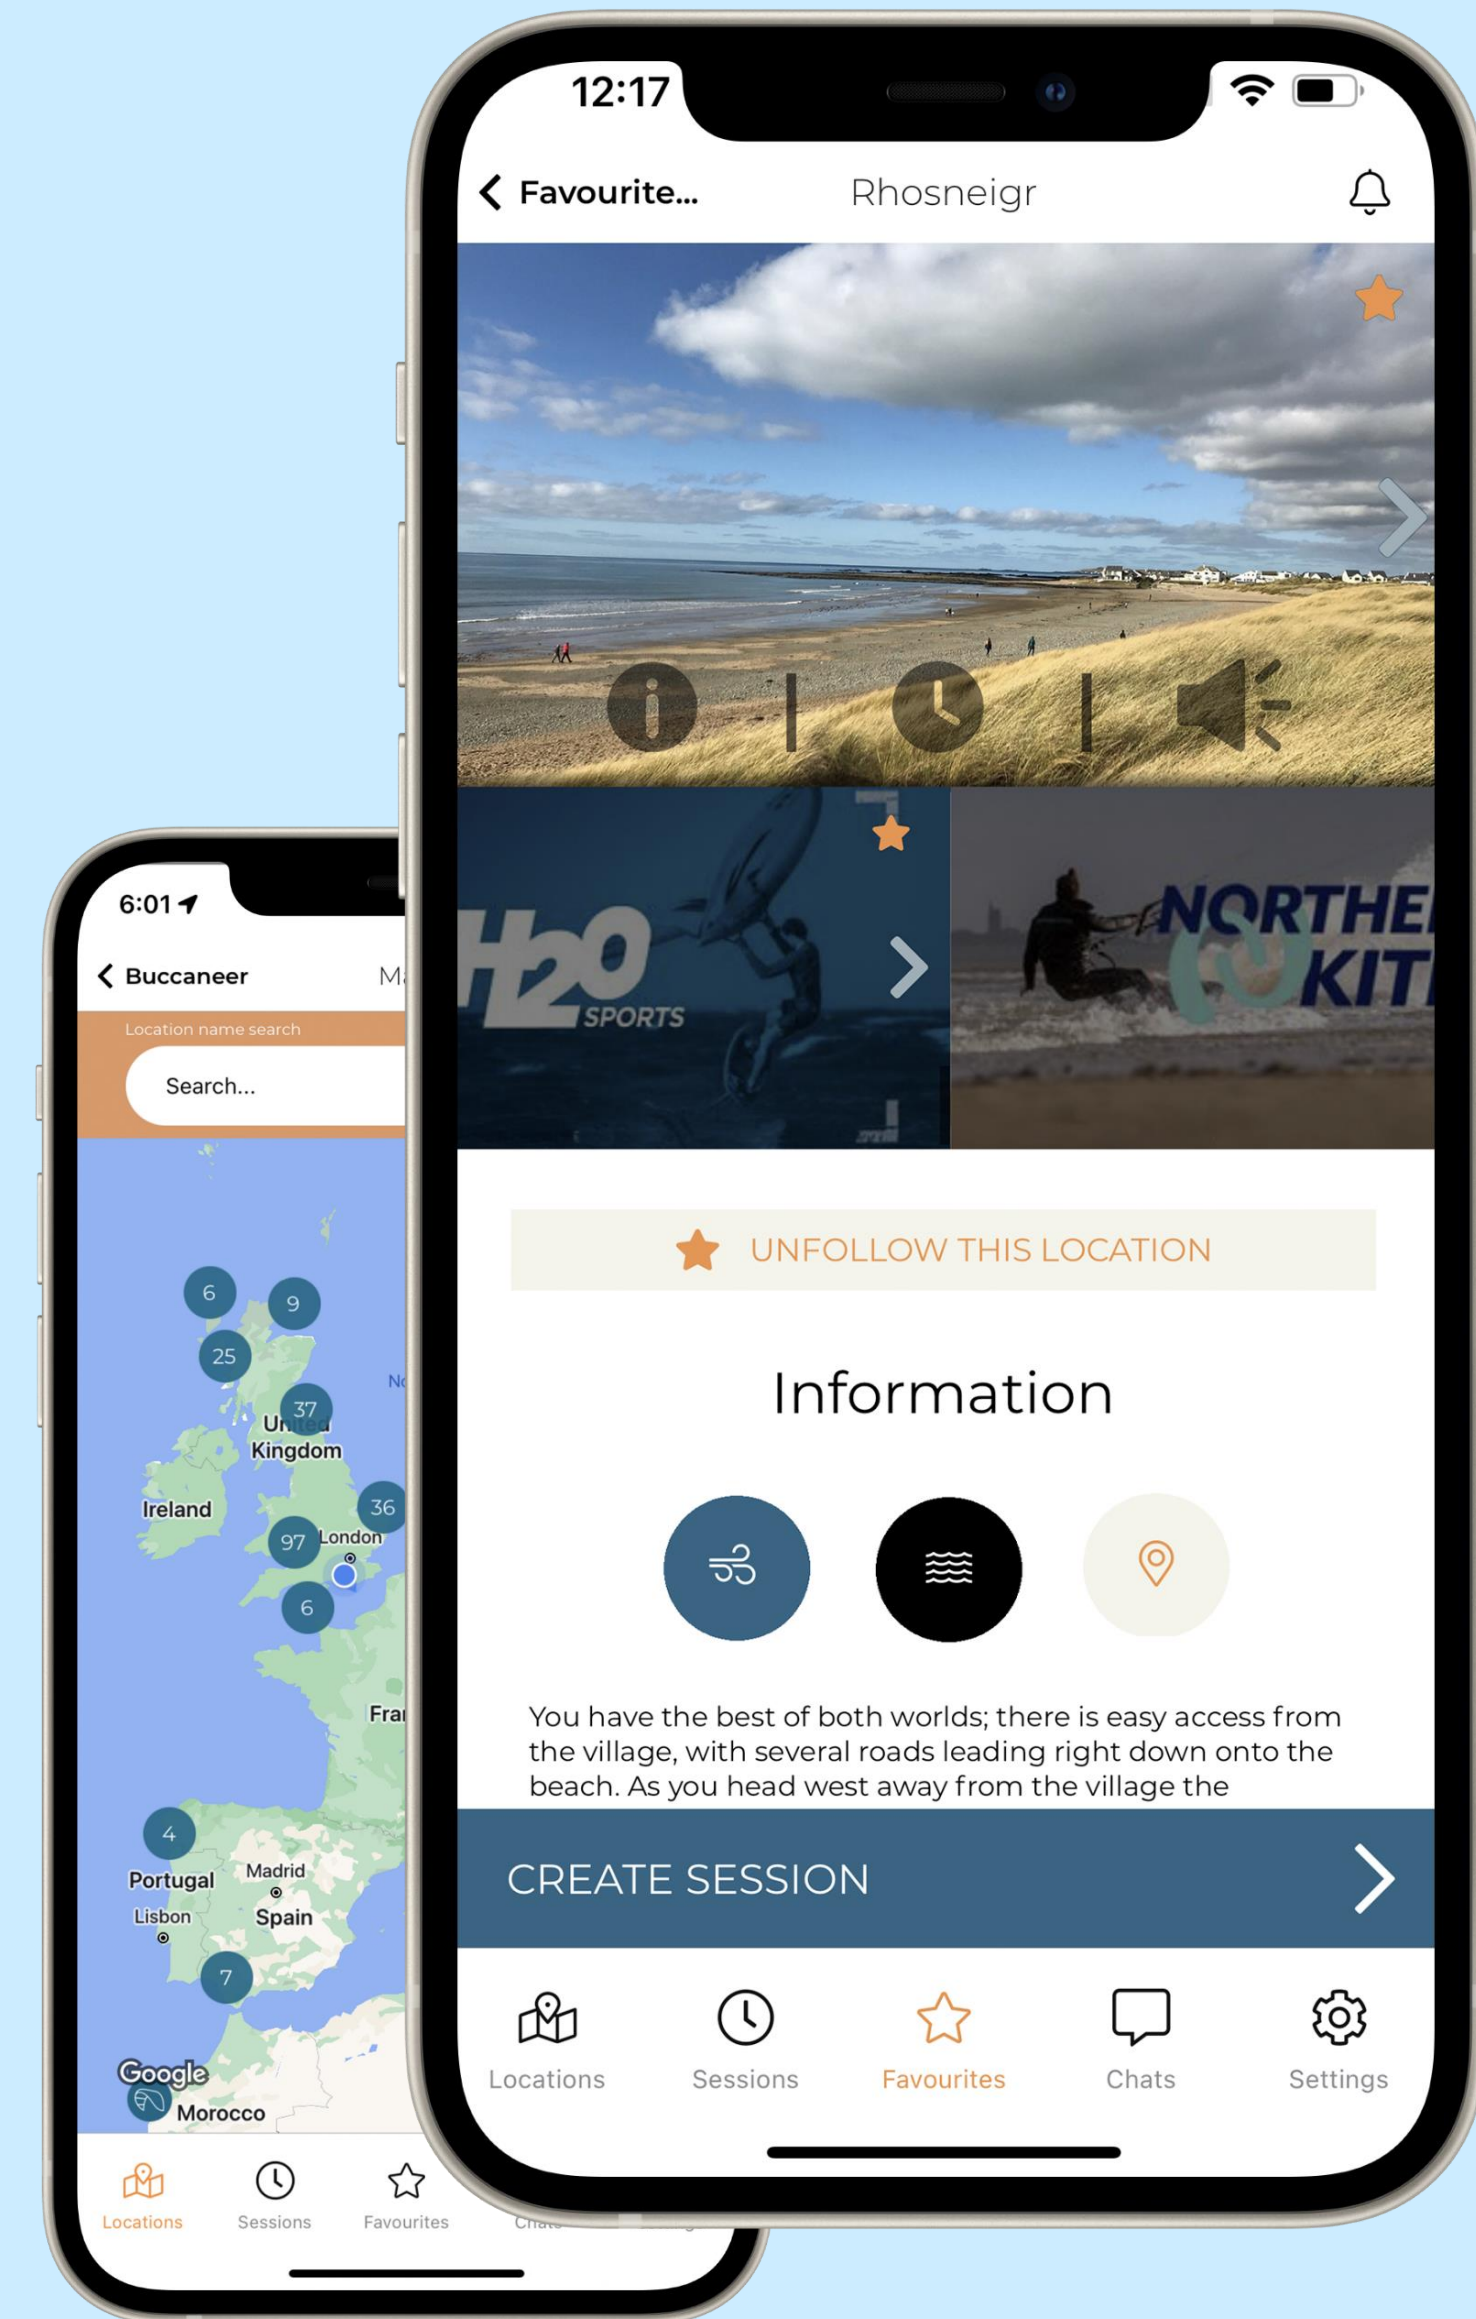 12:17
Favourite...
Rhosneigr
H2O
SPORTS
UNFOLLOW THIS LOCATION
Information
You have the best of both worlds; there is easy access from
the village, with several roads leading right down onto the
beach. As you head west away from the village the
CREATE SESSION
Locations
Sessions
Favourites
Chats
Settings
6:01
Buccaneer
Location name search
Search...
6
9
25
37
United
Kingdom
Ireland
36
97
London
6
4
Portugal
Madrid
Lisbon
Spain
7
Google
Morocco
Locations
Sessions
Favourites